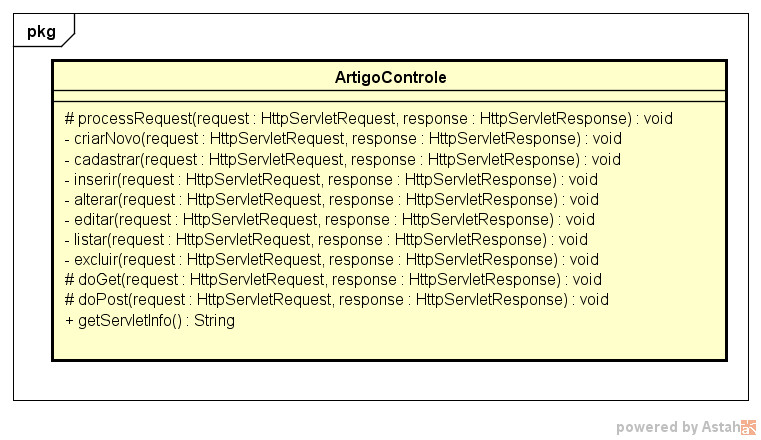 pkg
ArtigoControle
# processRequest(request : HttpServletRequest, response : HttpServletResponse) : void
- criarNovo(request : HttpServletRequest, response : HttpServletResponse) : void
- cadastrar(request : HttpServletRequest, response : HttpServletResponse) : void
- inserir(request : HttpServletRequest, response : HttpServletResponse) : void
- alterar(request : HttpServletRequest, response : HttpServletResponse) : void
- editar(request : HttpServletRequest, response : HttpServletResponse) : void
- listar(request : HttpServletRequest, response : HttpServletResponse) : void
- excluir(request : HttpServletRequest, response : HttpServletResponse) : void
# doGet(request : HttpServletRequest, response : HttpServletResponse) : void
# doPost(request : HttpServletRequest, response : HttpServletResponse) : void
+ getServletInfo() : String
powered by Astah